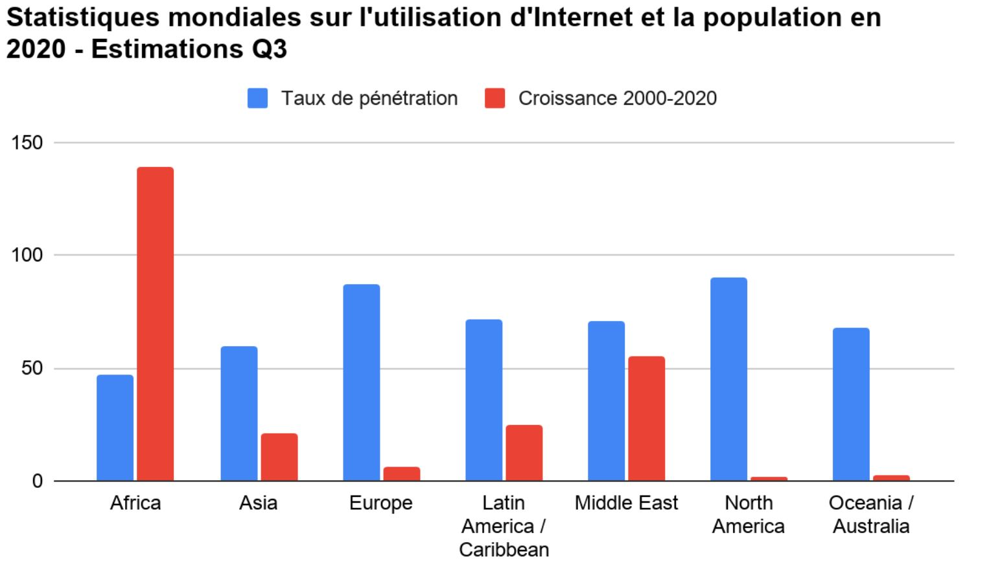 Statistiques mondiales sur l'utilisation d'Internet et la population en
2020 - Estimations Q3
Taux de pénétration
Croissance 2000-2020
150
100
50
0
Africa
Asia
Europe
Latin
America /
Caribbean
Middle East
North
America
Oceania /
Australia